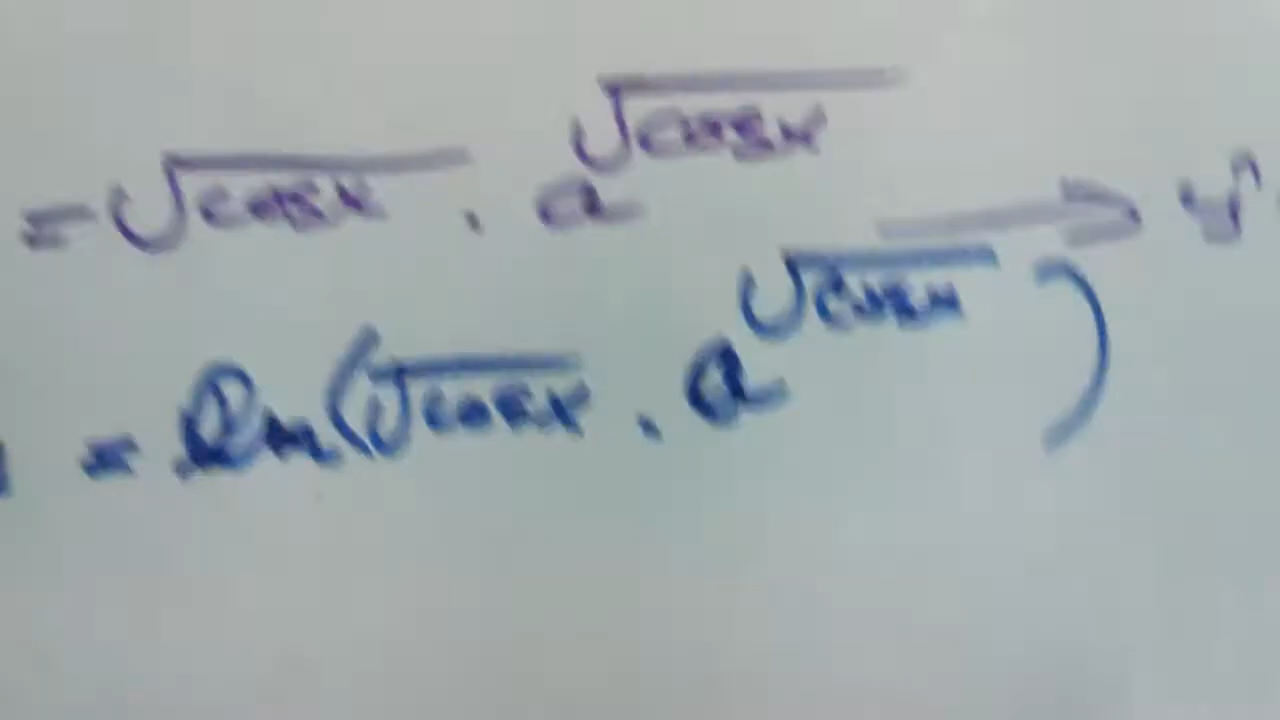 = √cosx . a^√cosx → y'
= ln(√cosx . a^√cosx)